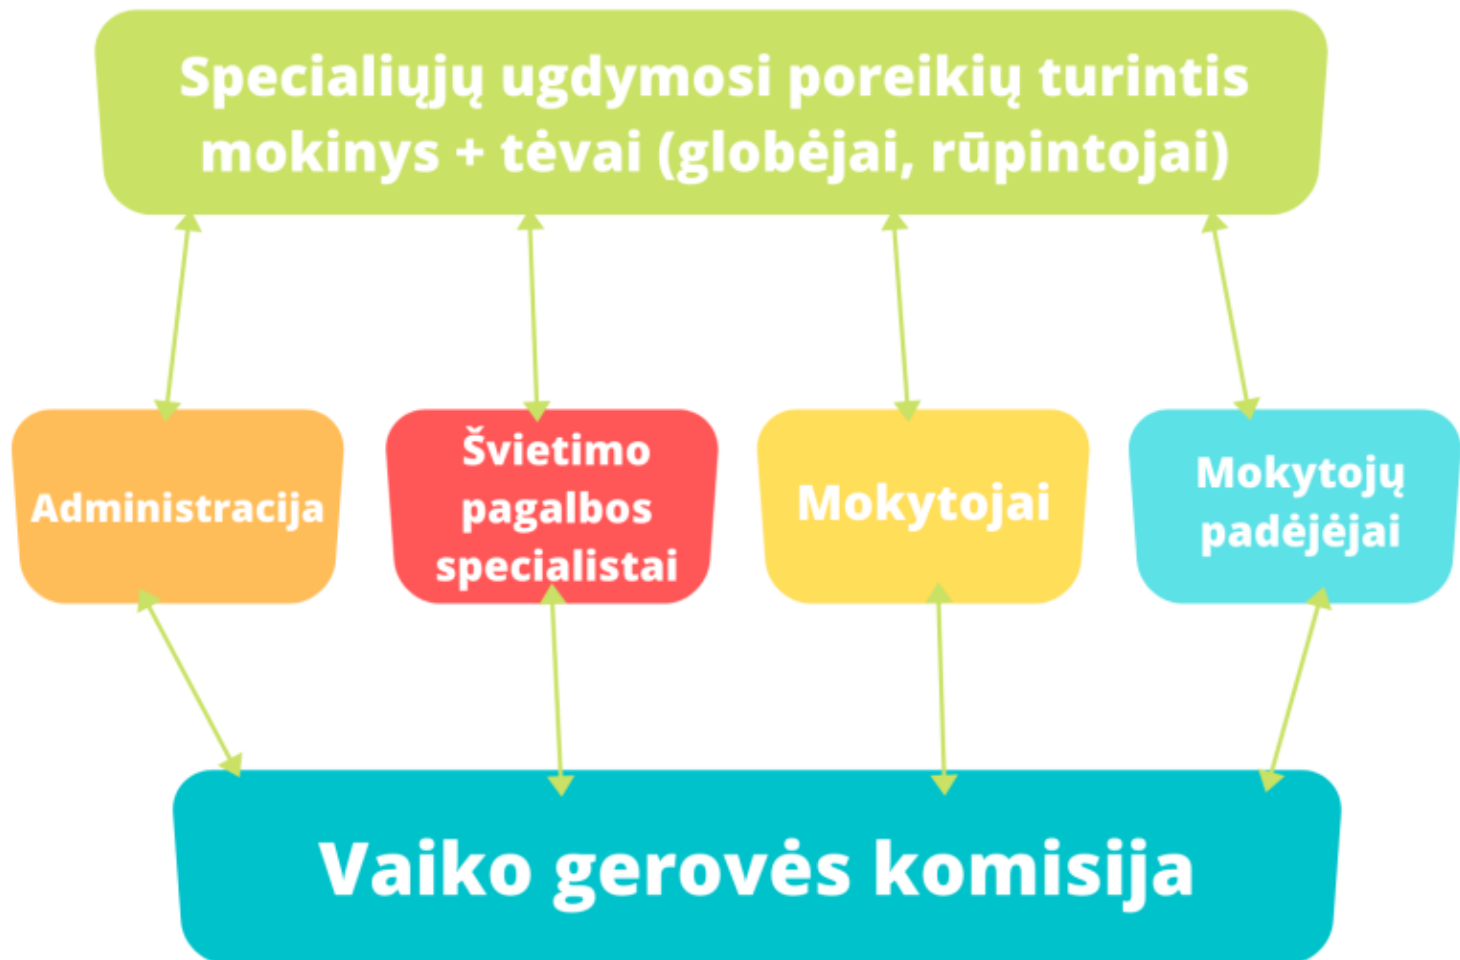 Specialiųjų ugdymosi poreikių turintis
mokinys + tėvai (globėjai, rūpintojai)
Administracija
Švietimo
pagalbos
specialistai
Mokytojai
Mokytojų
padėjėjai
Vaiko gerovės komisija